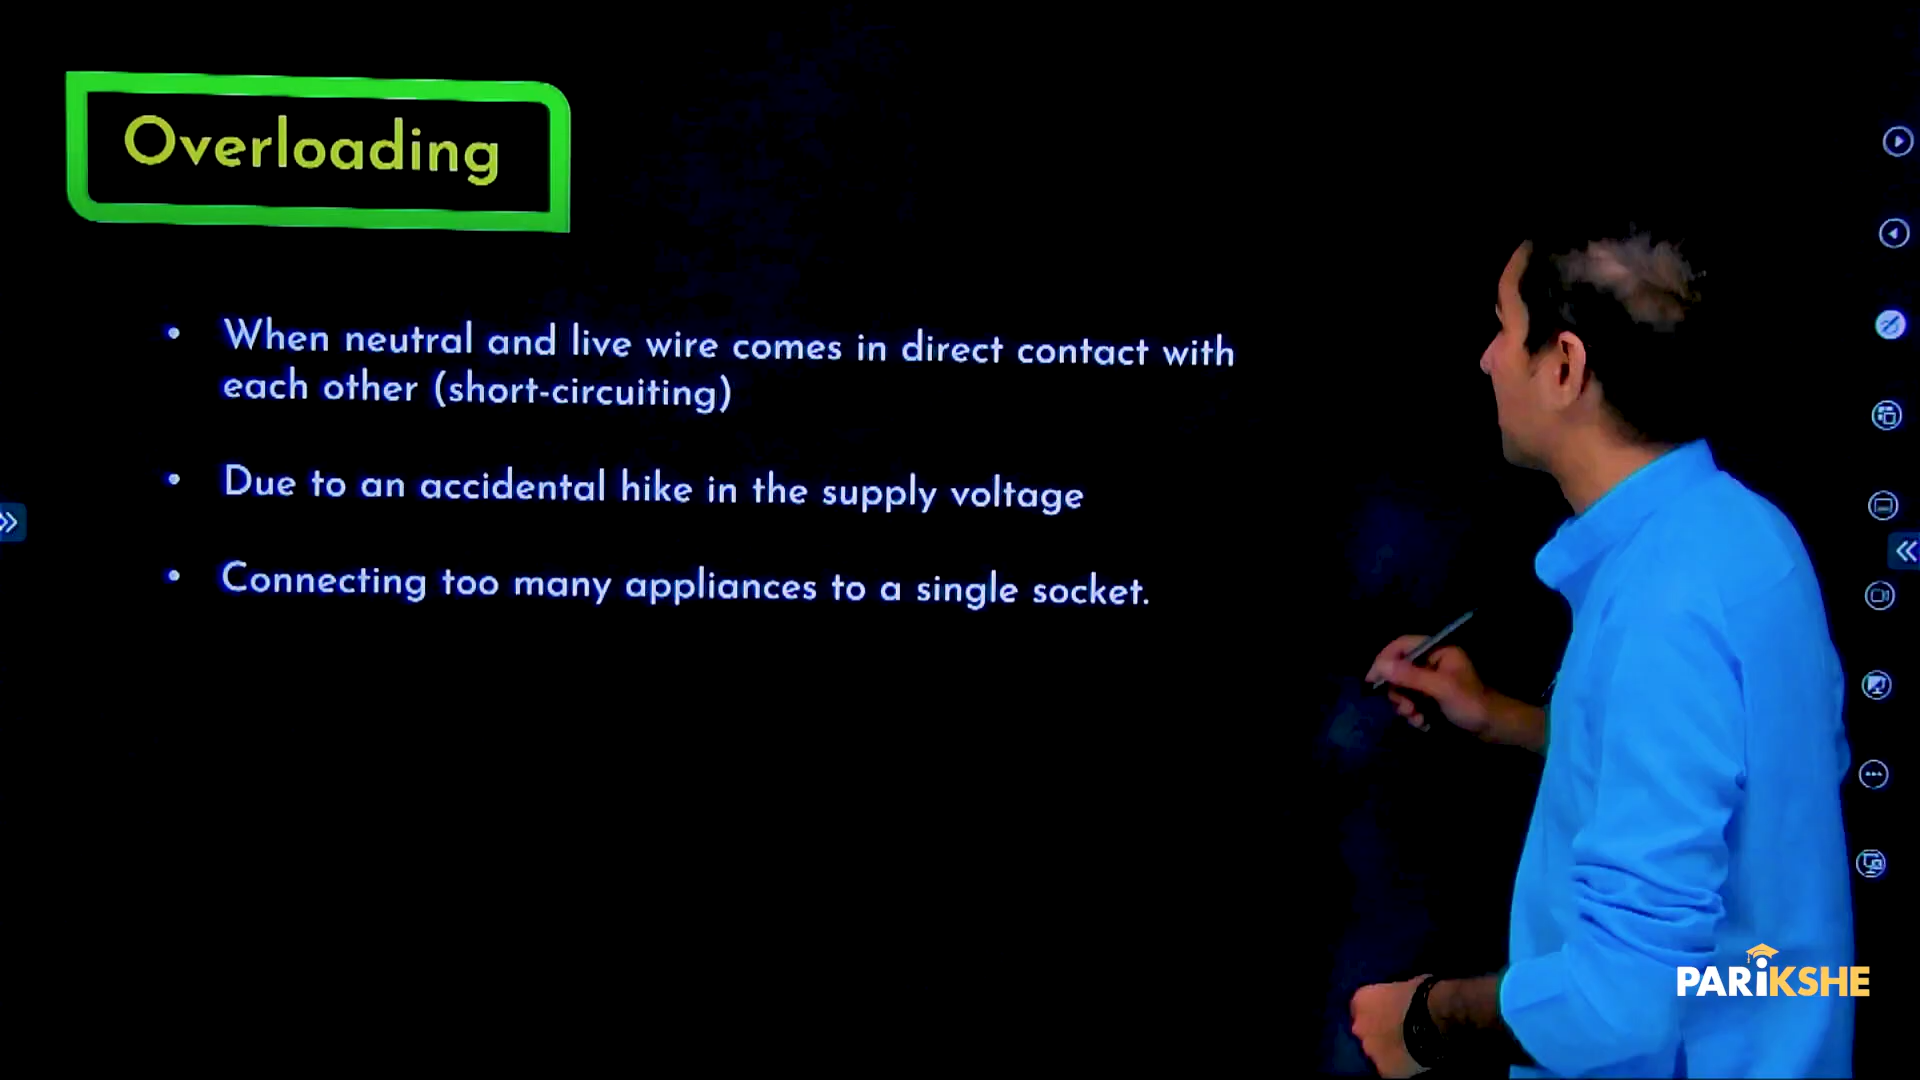 Overloading
• When neutral and live wire comes in direct contact with
each other (short-circuiting)
• Due to an accidental hike in the supply voltage
• Connecting too many appliances to a single socket.
PARiKSHE